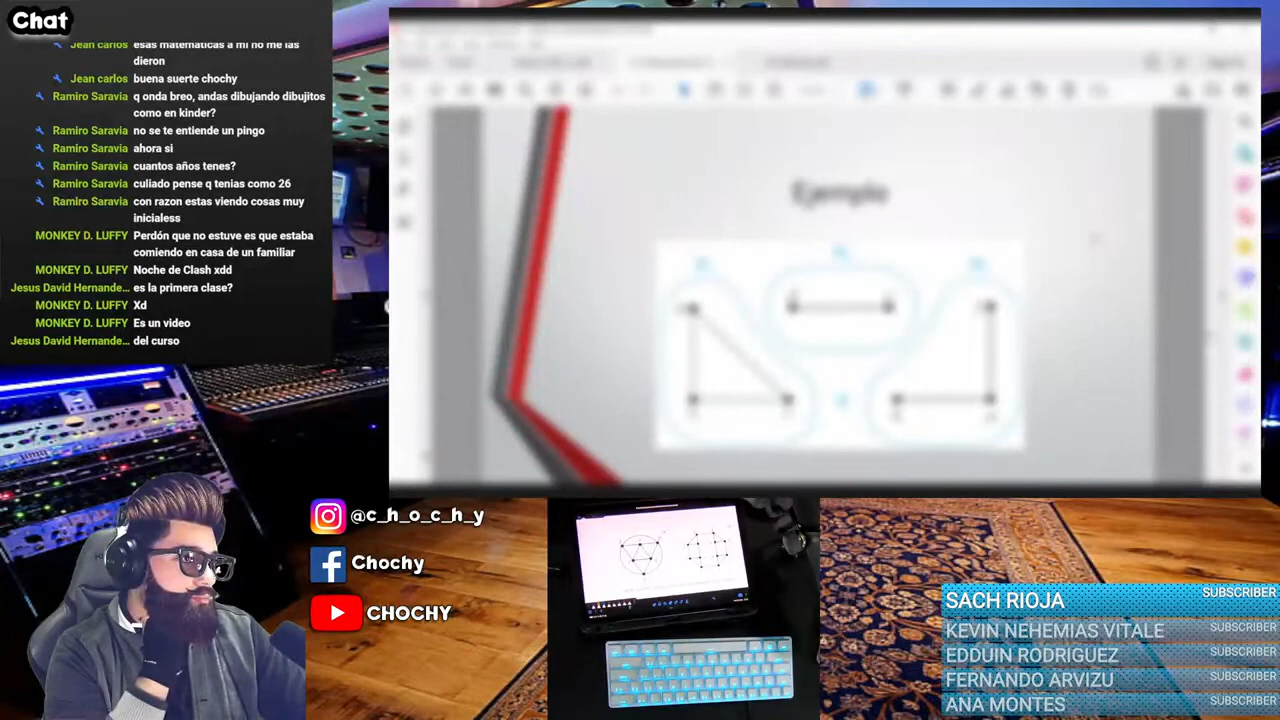 Chat
Jean carlos esas matematicas a mi no me las
dieron
Jean carlos buena suerte chochy
Ramiro Saravia q onda breo, andas dibujando dibujitos
como en kinder?
Ramiro Saravia no se te entiende un pingo
Ramiro Saravia ahora si
Ramiro Saravia cuantos años tenes?
Ramiro Saravia culiado pense q tenias como 26
Ramiro Saravia con razon estas viendo cosas muy
inicialess
MONKEY D. LUFFY Perdón que no estuve es que estaba
comiendo en casa de un familiar
MONKEY D. LUFFY Noche de Clash xdd
Jesus David Hernande... es la primera clase?
MONKEY D. LUFFY Xd
MONKEY D. LUFFY Es un video
Jesus David Hernande... del curso
Ejemplo
@c_h_o_c_h_y
Chochy
CHOCHY
SACH RIOJA SUBSCRIBER
KEVIN NEHEMIAS VITALE SUBSCRIBER
EDDUIN RODRIGUEZ SUBSCRIBER
FERNANDO ARVIZU SUBSCRIBER
ANA MONTES SUBSCRIBER